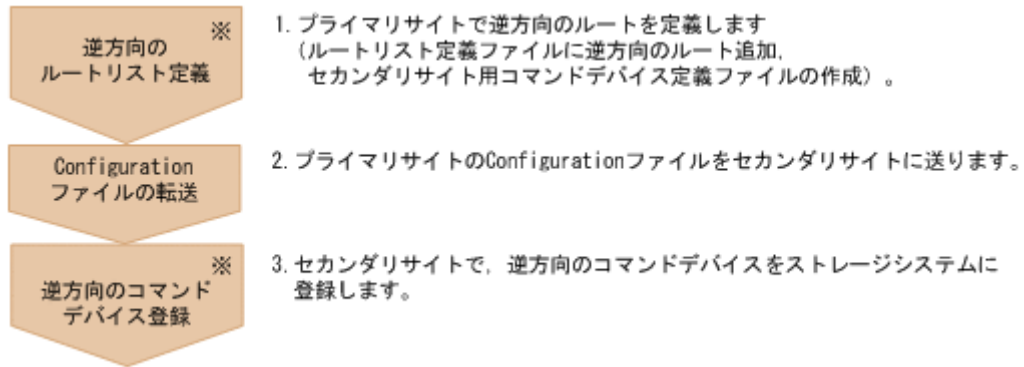 ※
逆方向の
ルートリスト定義
1. プライマリサイトで逆方向のルートを定義します
(ルートリスト定義ファイルに逆方向のルート追加,
セカンダリサイト用コマンドデバイス定義ファイルの作成) 。
Configuration
ファイルの転送
2. プライマリサイトのConfigurationファイルをセカンダリサイトに送ります。
※
逆方向のコマンド
デバイス登録
3. セカンダリサイトで, 逆方向のコマンドデバイスをストレージシステムに
登録します。